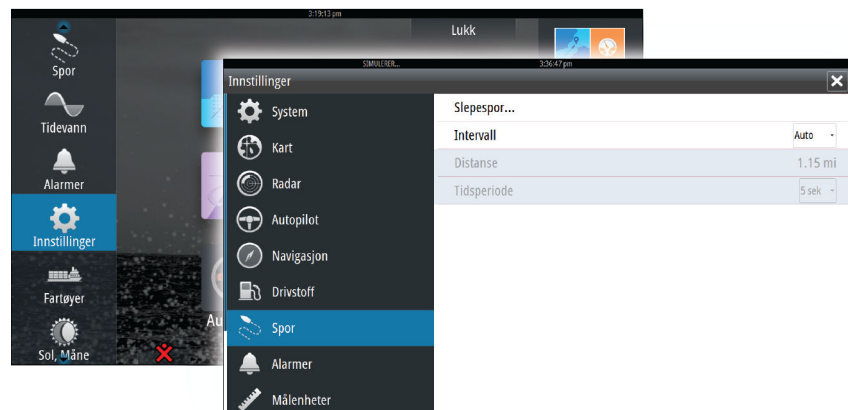 3:19:13 pm
Lukk
Spor
Tidevann
Alarmer
Innstillinger
Fartøyer
Sol, Måne
Au
SIMULERER...
3:36:47 pm
Innstillinger
System
Kart
Radar
Autopilot
Navigasjon
Drivstoff
Spor
Alarmer
Målenheter
Slepespor...
Intervall Auto
Distanse 1.15 mi
Tidsperiode 5 sek